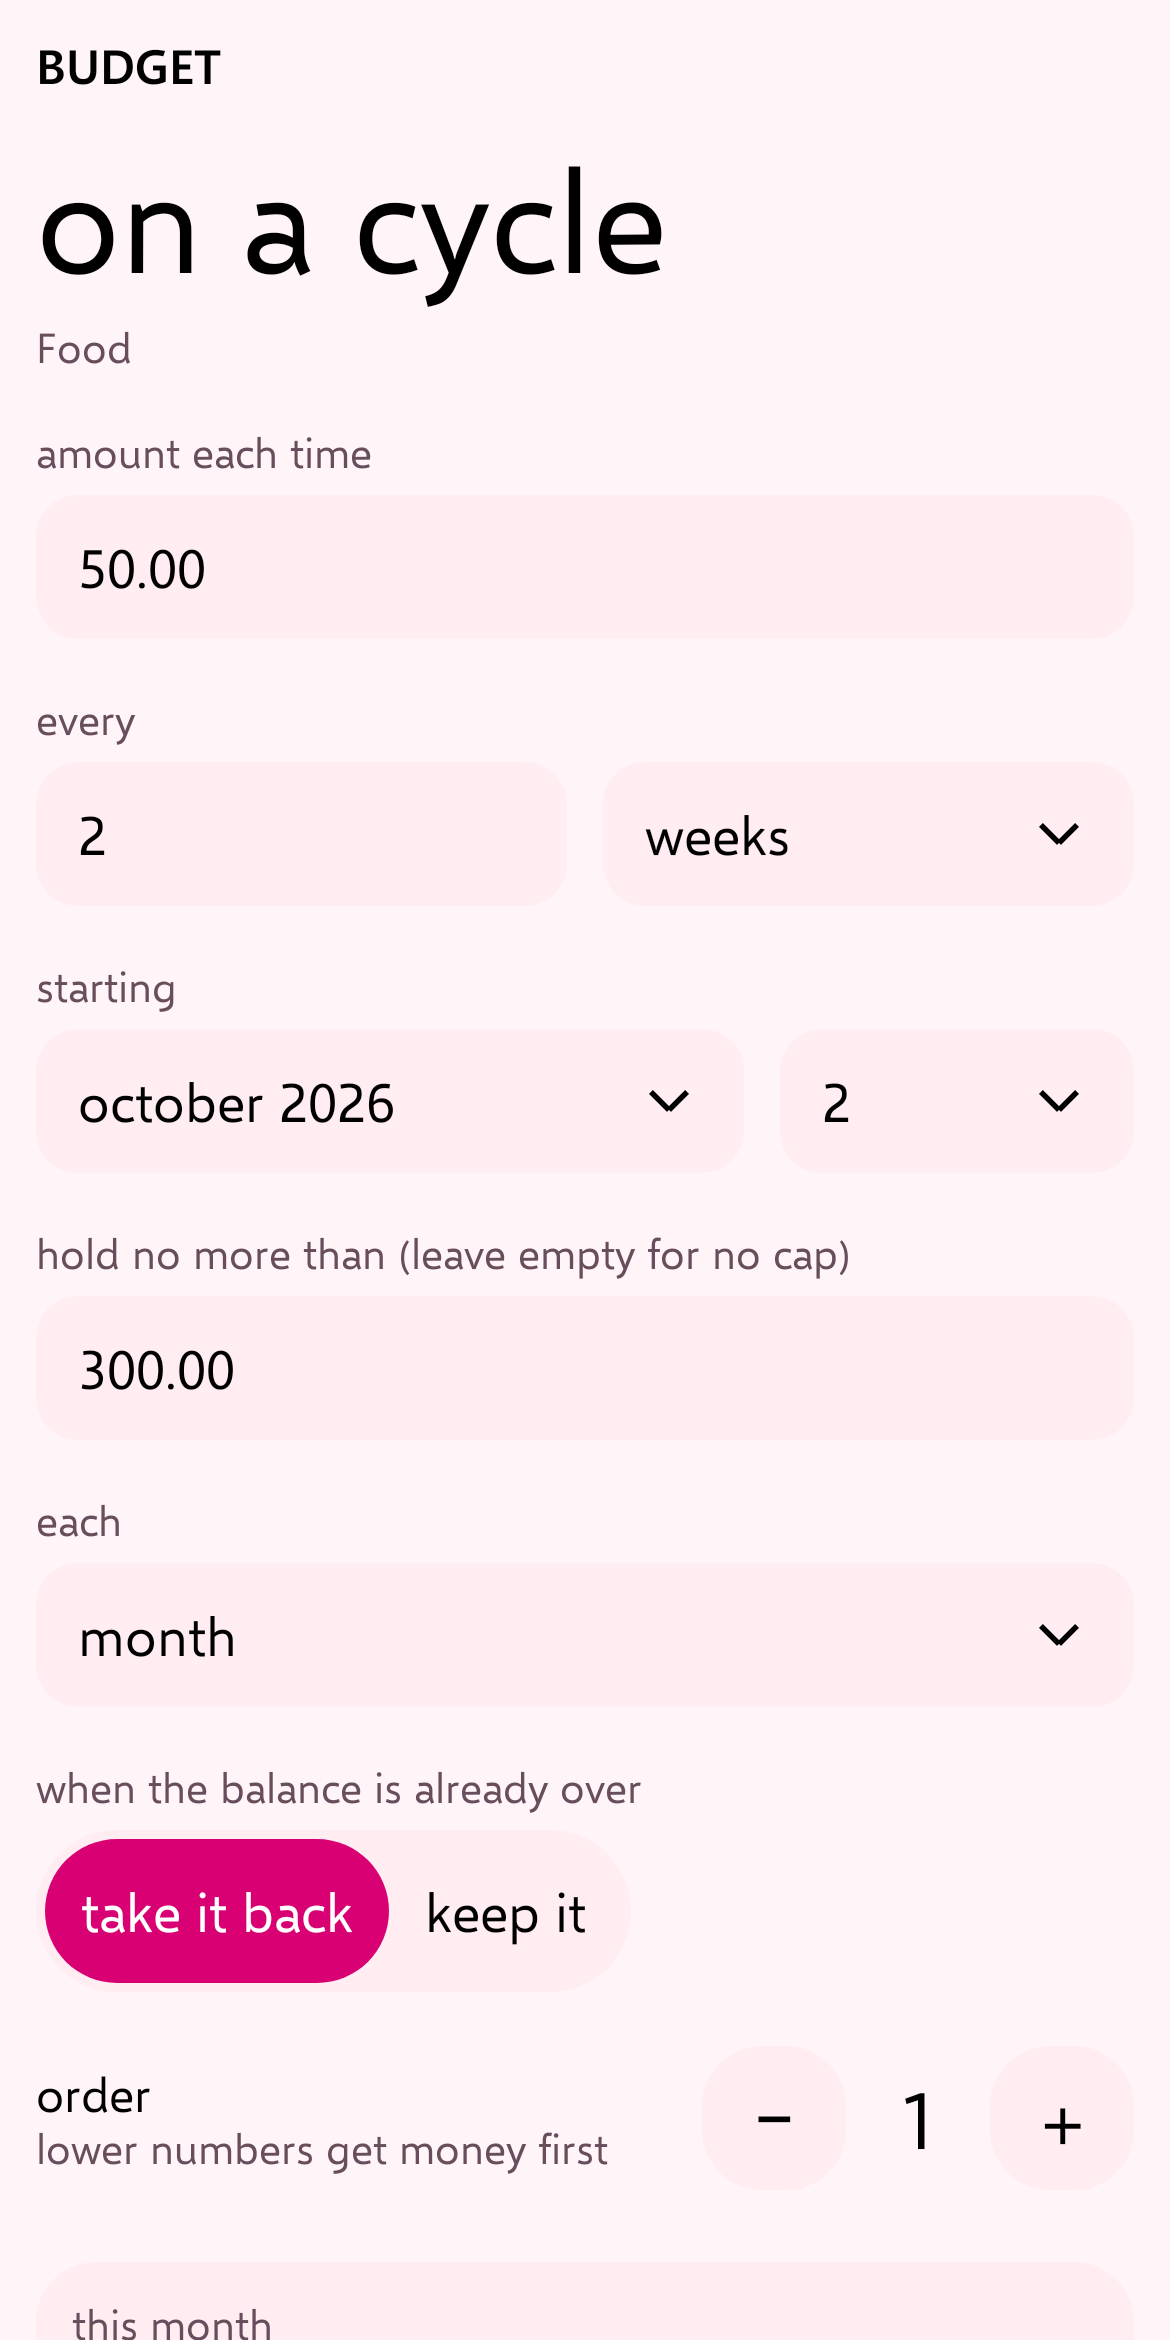 BUDGET
on a cycle
Food
amount each time
50.00
every
2
weeks
starting
october 2026
2
hold no more than (leave empty for no cap)
300.00
each
month
when the balance is already over
take it back
keep it
order
lower numbers get money first
−
1
+
this month